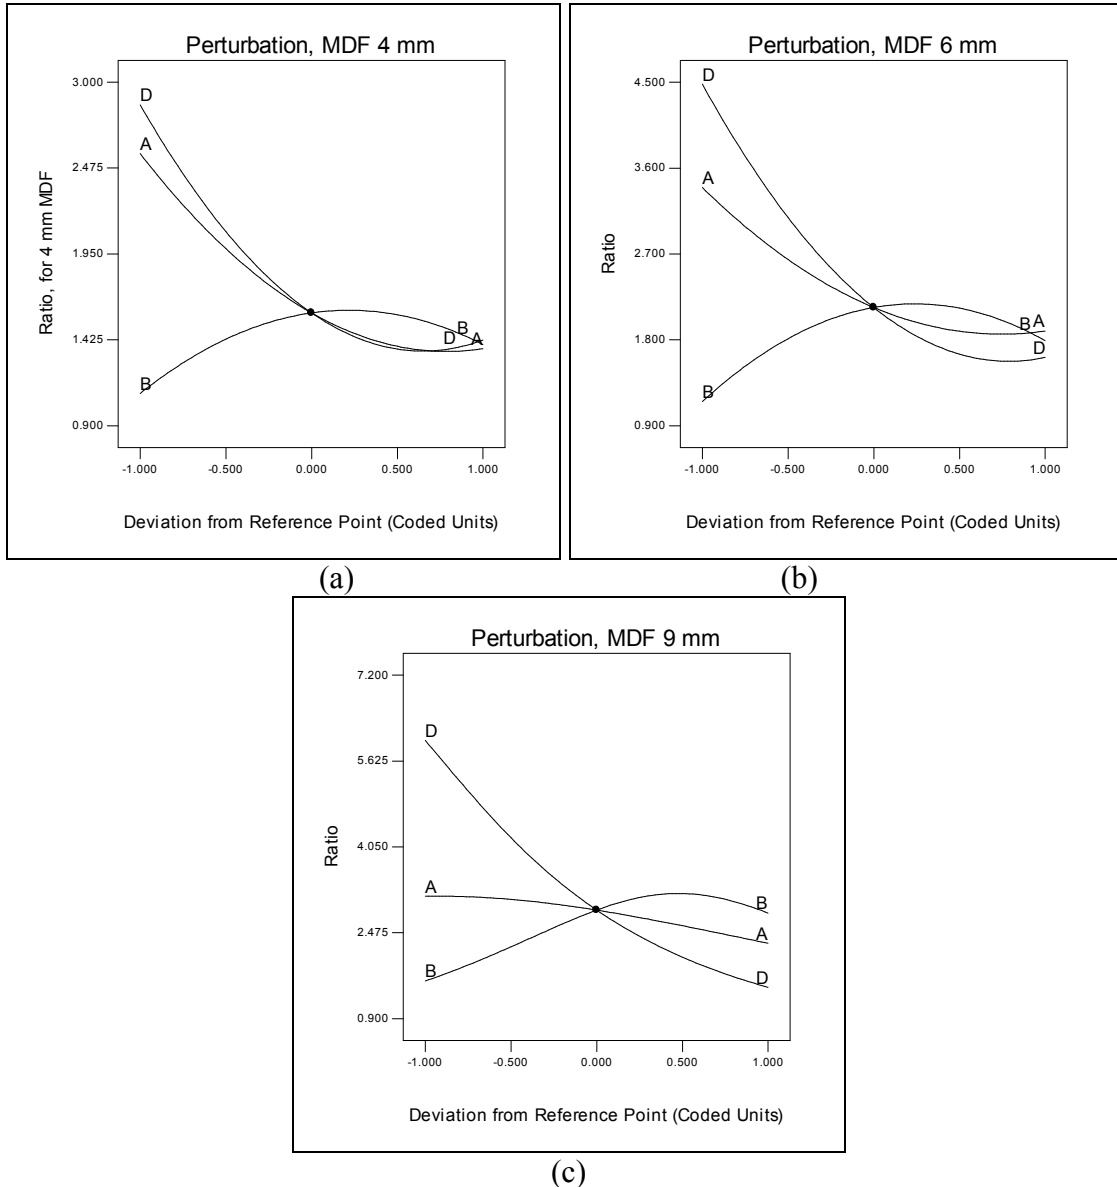 Perturbation, MDF 4 mm
Ratio, for 4 mm MDF
3.000
2.475
1.950
1.425
0.900
D
A
B
D
B
A
-1.000 -0.500 0.000 0.500 1.000
Deviation from Reference Point (Coded Units)
(a)
Perturbation, MDF 6 mm
Ratio
4.500
3.600
2.700
1.800
0.900
D
A
B
B
A
D
-1.000 -0.500 0.000 0.500 1.000
Deviation from Reference Point (Coded Units)
(b)
Perturbation, MDF 9 mm
Ratio
7.200
5.625
4.050
2.475
0.900
D
A
B
B
A
D
-1.000 -0.500 0.000 0.500 1.000
Deviation from Reference Point (Coded Units)
(c)